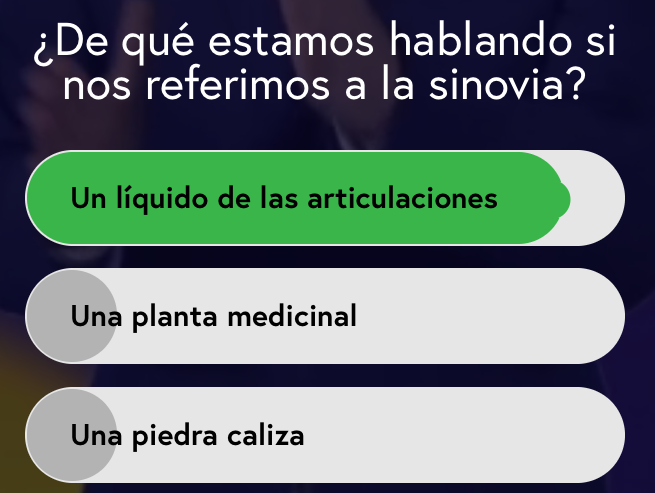 ¿De qué estamos hablando si
nos referimos a la sinovia?
Un líquido de las articulaciones
Una planta medicinal
Una piedra caliza